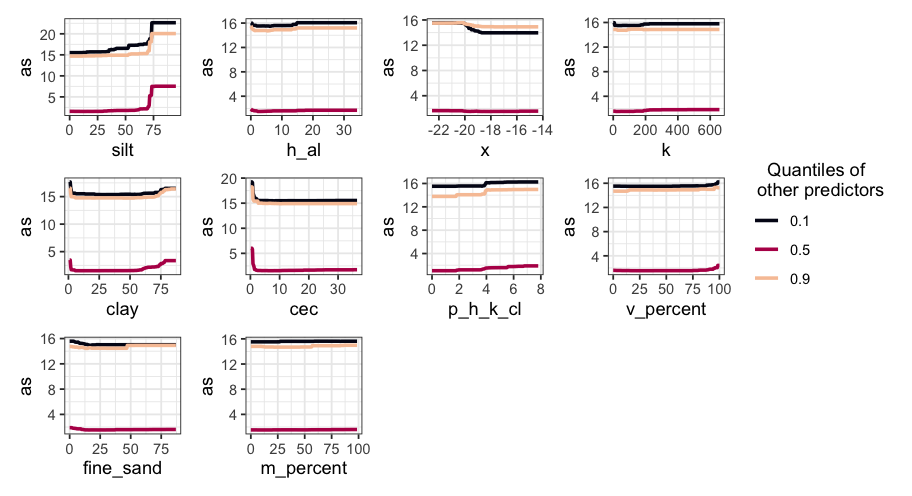 as
20
15
10
5
0 25 50 75
silt
as
16
12
8
4
0 10 20 30
h_al
as
16
12
8
4
-22 -20 -18 -16 -14
x
as
16
12
8
4
0 200 400 600
k
as
15
10
5
0 25 50 75
clay
as
20
15
10
5
0 10 20 30
cec
as
16
12
8
4
0 2 4 6 8
p_h_k_cl
as
16
12
8
4
0 25 50 75 100
v_percent
as
16
12
8
4
0 25 50 75
fine_sand
as
16
12
8
4
0 25 50 75 100
m_percent
Quantiles of
other predictors
0.1
0.5
0.9